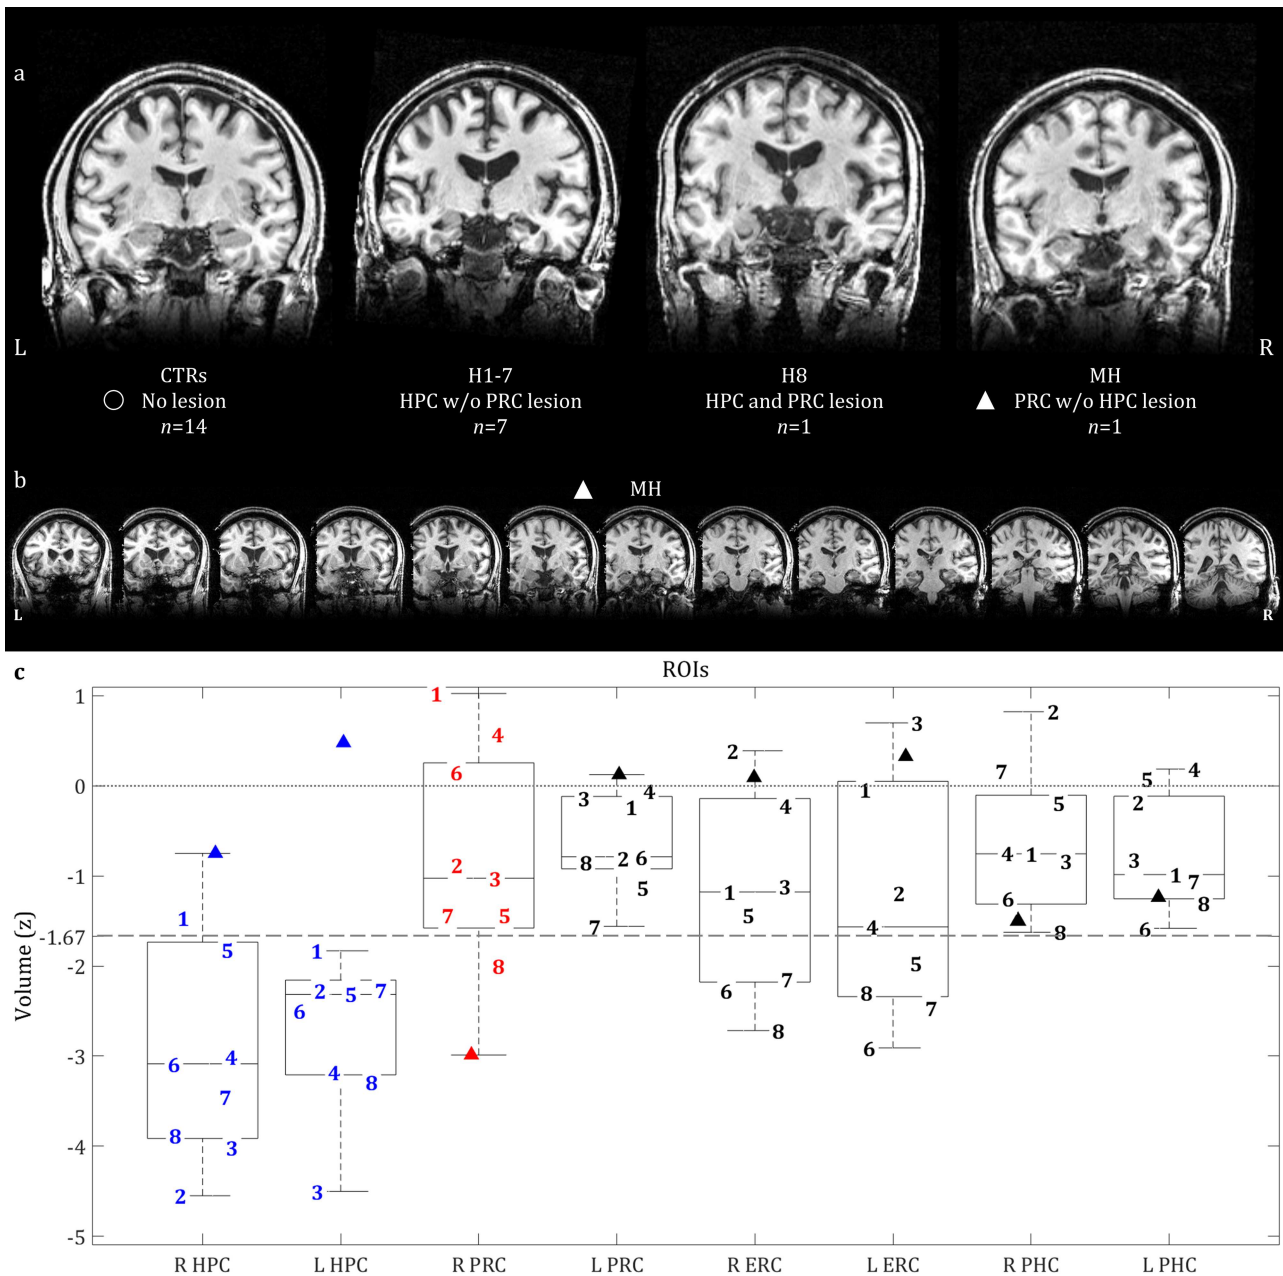 a
L
R
CTRs
No lesion
n=14
H1-7
HPC w/o PRC lesion
n=7
H8
HPC and PRC lesion
n=1
MH
PRC w/o HPC lesion
n=1
b
MH
L
R
c
ROIs
Volume (z)
1
0
-1
-1.67
-2
-3
-4
-5
1
5
6
4
7
8
3
2
1
2
5
7
6
4
8
3
1
4
6
2
3
7
5
8
3
4
1
8
2
6
5
7
2
4
1
3
5
6
7
8
3
1
2
4
5
8
7
6
2
7
5
4
1
3
6
8
5
4
2
3
1
7
8
6
R HPC
L HPC
R PRC
L PRC
R ERC
L ERC
R PHC
L PHC